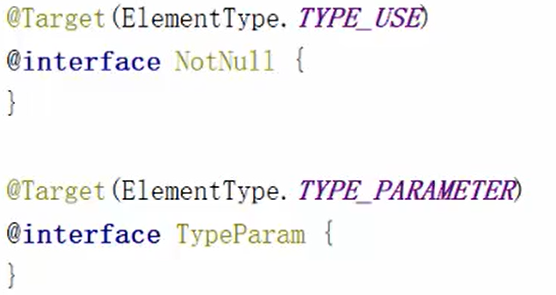 @Target(ElementType. TYPE_USE)
@interface NotNull {
}
@Target(ElementType. TYPE_PARAMETER)
@interface TypeParam {
}